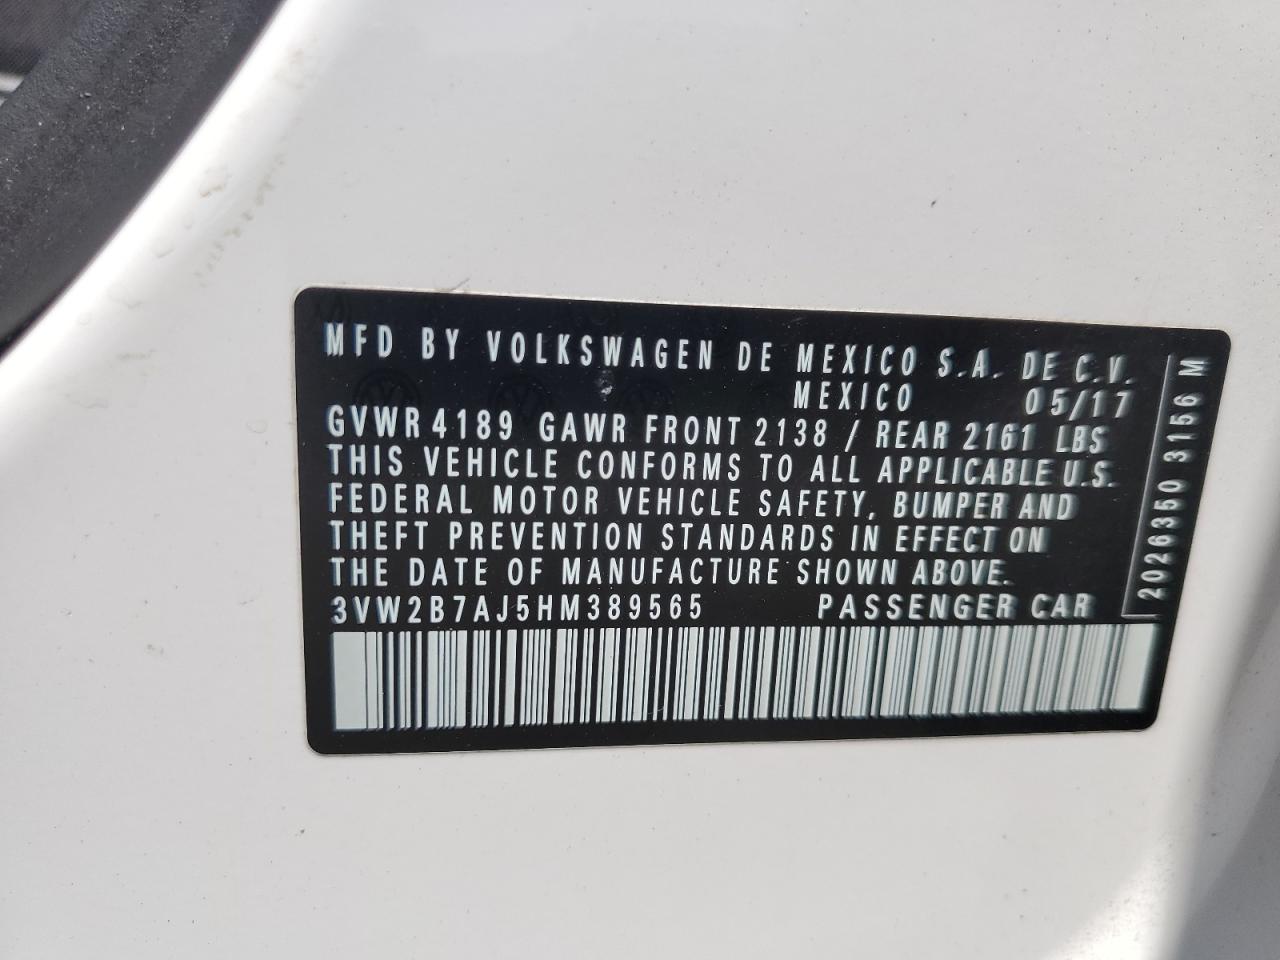 MFD BY VOLKSWAGEN DE MEXICO S.A. DE C.V.
MEXICO 05/17
GVWR 4189 GAWR FRONT 2138 / REAR 2161 LBS
THIS VEHICLE CONFORMS TO ALL APPLICABLE U.S.
FEDERAL MOTOR VEHICLE SAFETY, BUMPER AND
THEFT PREVENTION STANDARDS IN EFFECT ON
THE DATE OF MANUFACTURE SHOWN ABOVE.
3VW2B7AJ5HM389565 PASSENGER CAR
2026350 3156 M